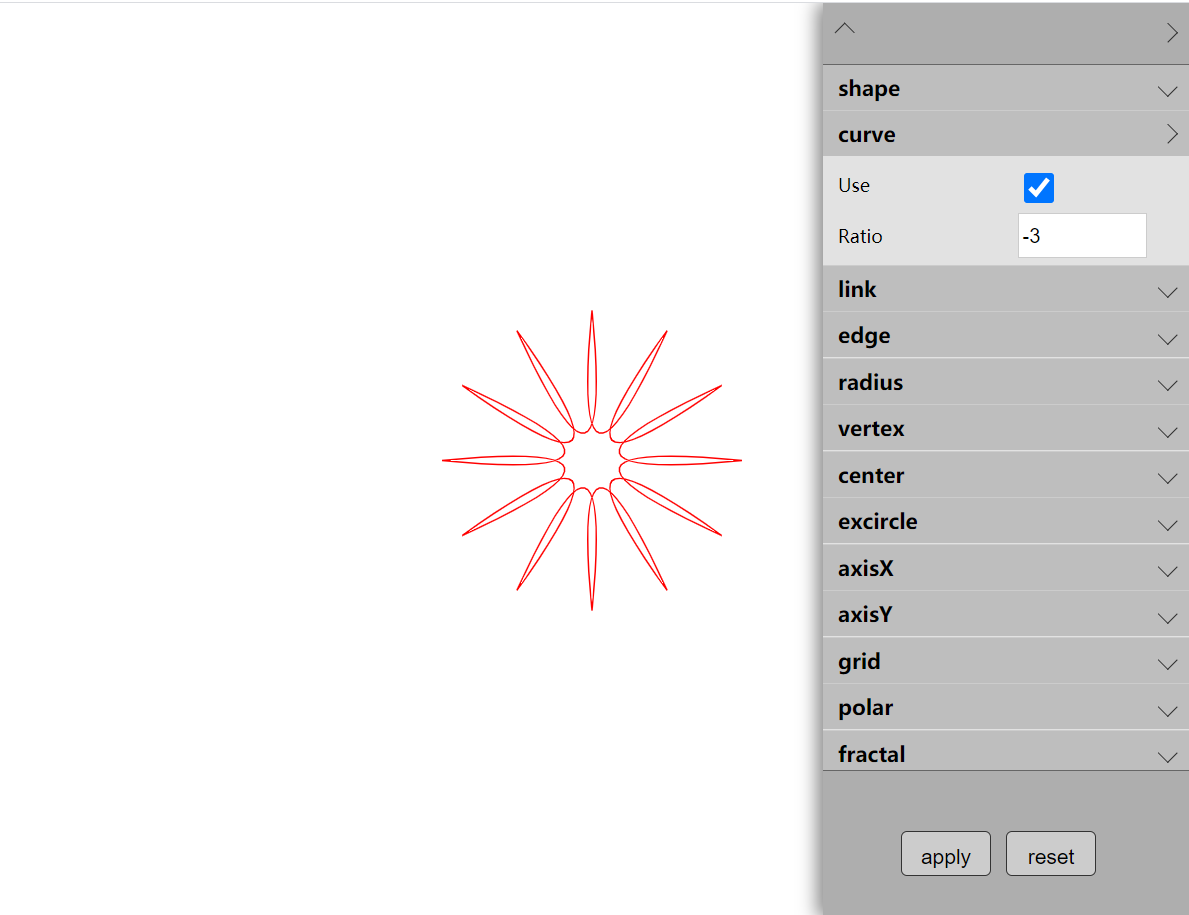 shape
curve
Use
Ratio -3
link
edge
radius
vertex
center
excircle
axisX
axisY
grid
polar
fractal
apply reset